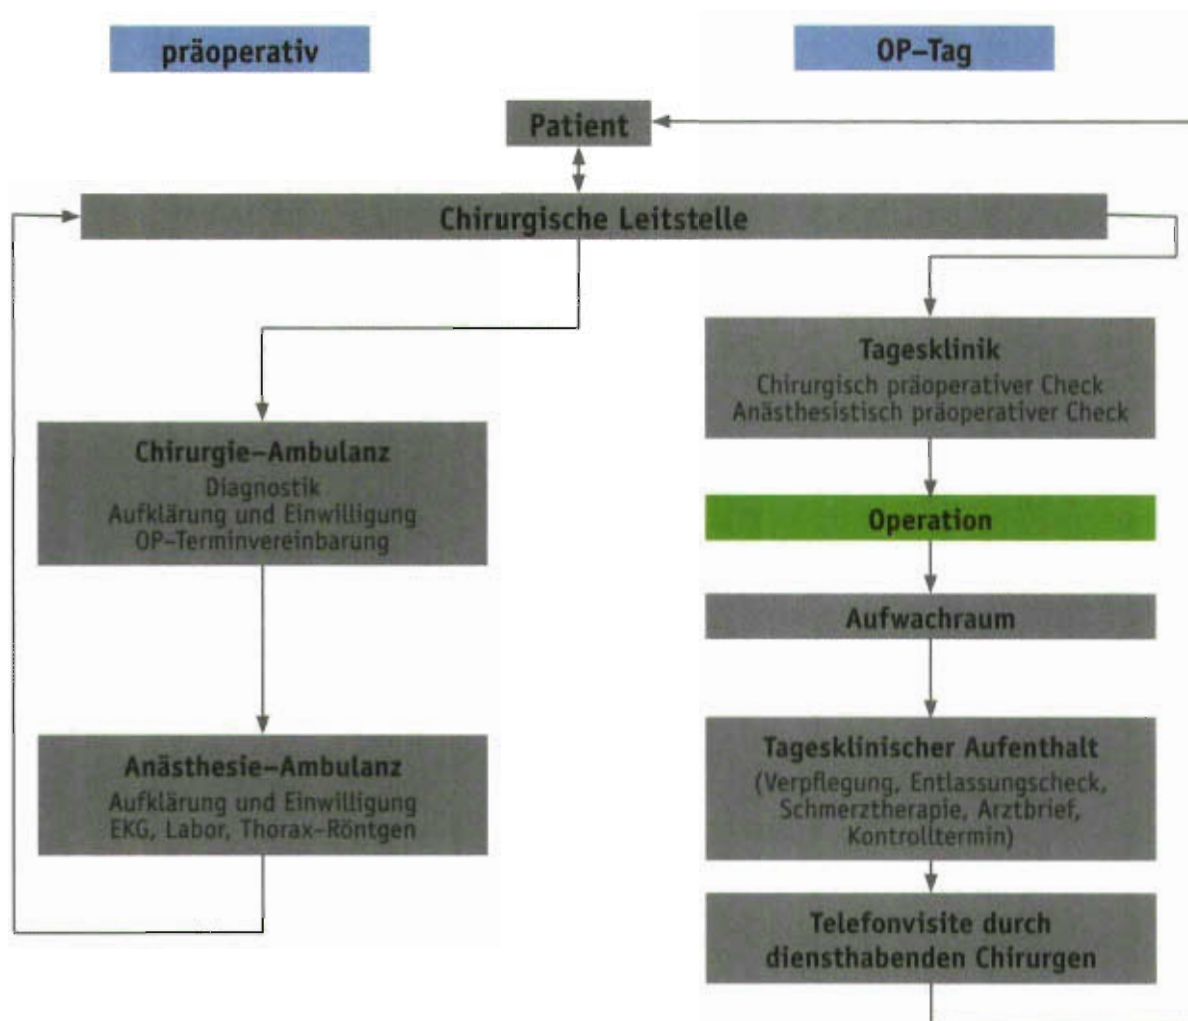 präoperativ
OP-Tag
Patient
Chirurgische Leitstelle
Chirurgie-Ambulanz
Diagnostik
Aufklärung und Einwilligung
OP-Terminvereinbarung
Anästhesie-Ambulanz
Aufklärung und Einwilligung
EKG, Labor, Thorax-Röntgen
Tagesklinik
Chirurgisch präoperativer Check
Anästhesistisch präoperativer Check
Operation
Aufwachraum
Tagesklinischer Aufenthalt
(Verpflegung, Entlassungscheck,
Schmerztherapie, Arztbrief,
Kontrolltermin)
Telefonvisite durch
diensthabenden Chirurgen